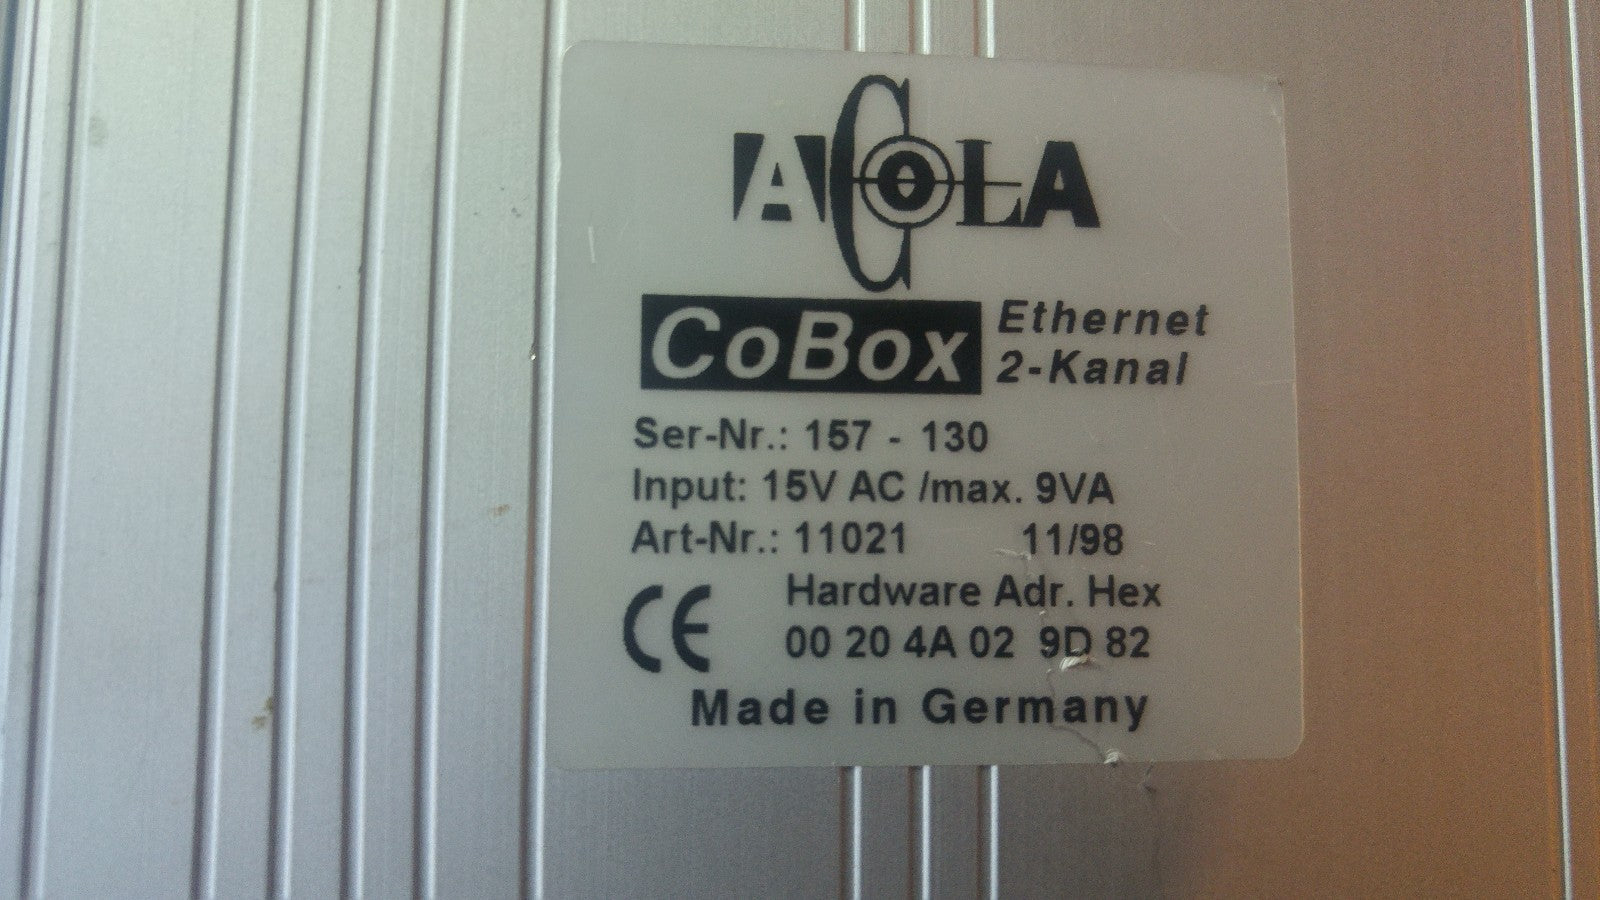 ACOLA
CoBox Ethernet
2-Kanal
Ser-Nr.: 157 - 130
Input: 15V AC /max. 9VA
Art-Nr.: 11021 11/98
CE Hardware Adr. Hex
00 20 4A 02 9D 82
Made in Germany